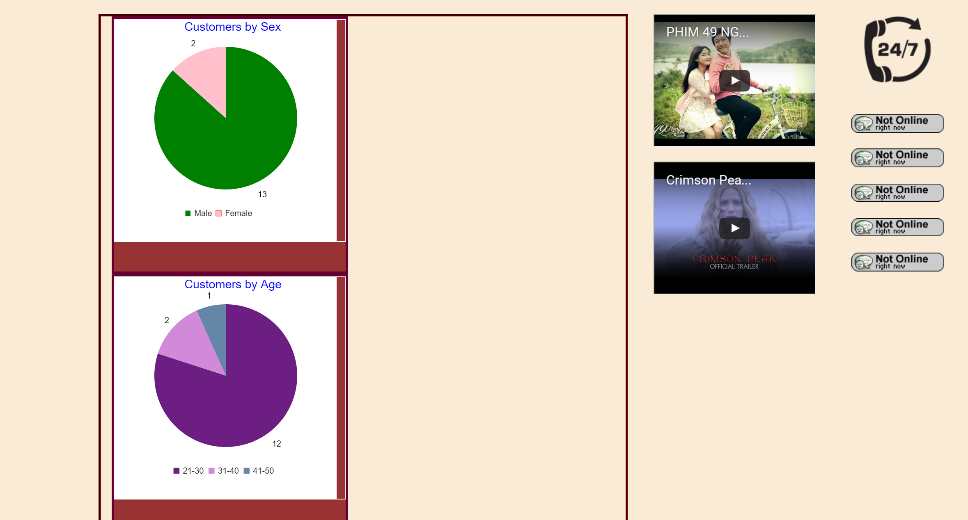 Customers by Sex
2
13
Male Female
Customers by Age
1
2
12
21-30 31-40 41-50
PHIM 49 NG...
Crimson Pea...
CRIMSON PEAK
OFFICIAL TRAILER
24/7
Not Online
right now
Not Online
right now
Not Online
right now
Not Online
right now
Not Online
right now